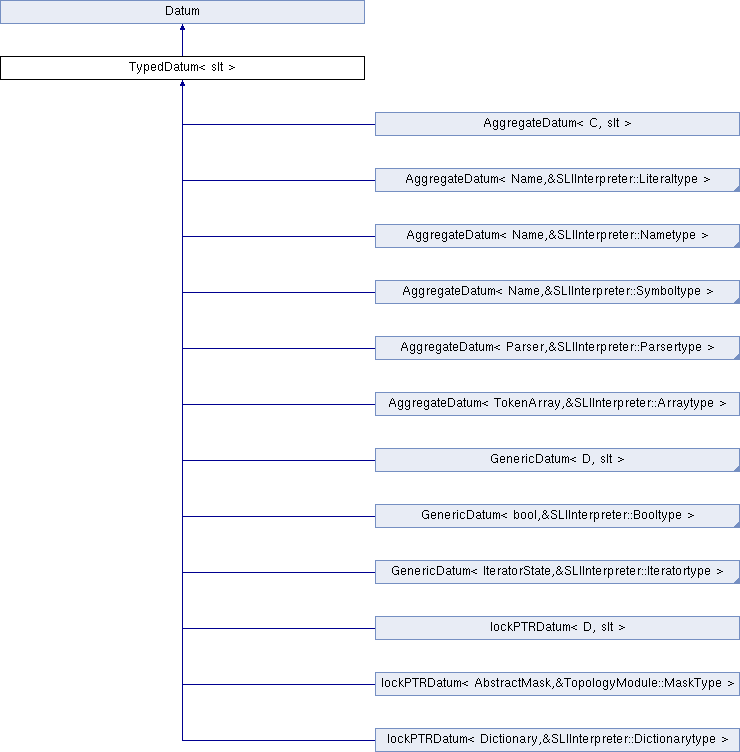 Datum
TypedDatum< slt >
AggregateDatum< C, slt >
AggregateDatum< Name,&SLIInterpreter::Literaltype >
AggregateDatum< Name,&SLIInterpreter::Nametype >
AggregateDatum< Name,&SLIInterpreter::Symboltype >
AggregateDatum< Parser,&SLIInterpreter::Parsertype >
AggregateDatum< TokenArray,&SLIInterpreter::Arraytype >
GenericDatum< D, slt >
GenericDatum< bool,&SLIInterpreter::Booltype >
GenericDatum< IteratorState,&SLIInterpreter::Iteratortype >
lockPTRDatum< D, slt >
lockPTRDatum< AbstractMask,&TopologyModule::MaskType >
lockPTRDatum< Dictionary,&SLIInterpreter::Dictionarytype >